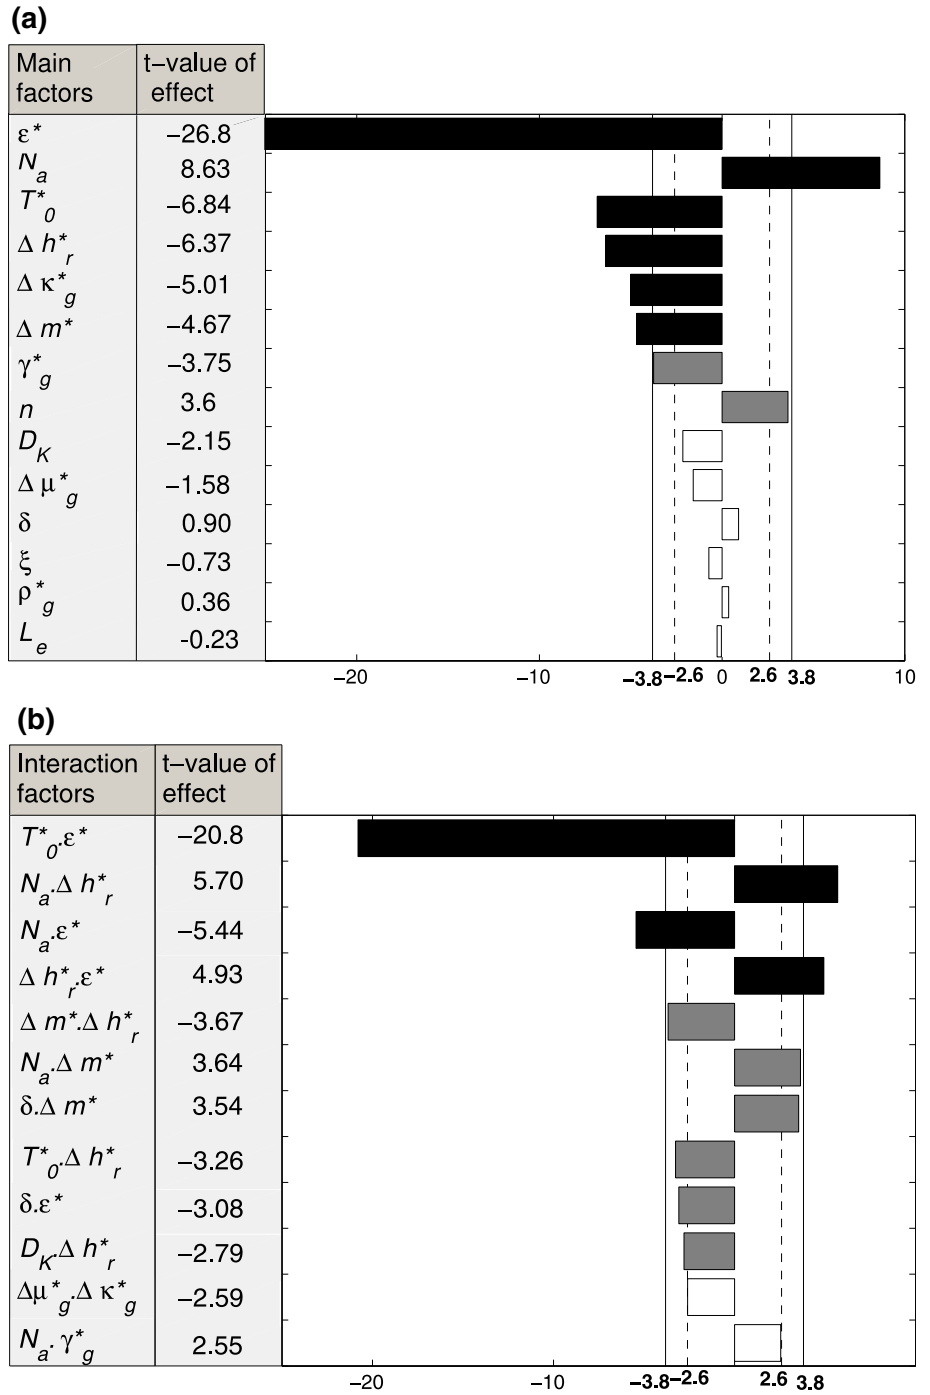 (a)
Main factors t–value of effect
ε* −26.8
N_a 8.63
T*_0 −6.84
Δ h*_r −6.37
Δ κ*_g −5.01
Δ m* −4.67
γ*_g −3.75
n 3.6
D_K −2.15
Δ μ*_g −1.58
δ 0.90
ξ −0.73
ρ*_g 0.36
L_e -0.23
−20 −10 −3.8 −2.6 0 2.6 3.8 10
(b)
Interaction factors t–value of effect
T*_0.ε* −20.8
N_a.Δ h*_r 5.70
N_a.ε* −5.44
Δ h*_r.ε* 4.93
Δ m*.Δ h*_r −3.67
N_a.Δ m* 3.64
δ.Δ m* 3.54
T*_0.Δ h*_r −3.26
δ.ε* −3.08
D_K.Δ h*_r −2.79
Δμ*_g.Δ κ*_g −2.59
N_a. γ*_g 2.55
−20 −10 −3.8 −2.6 2.6 3.8